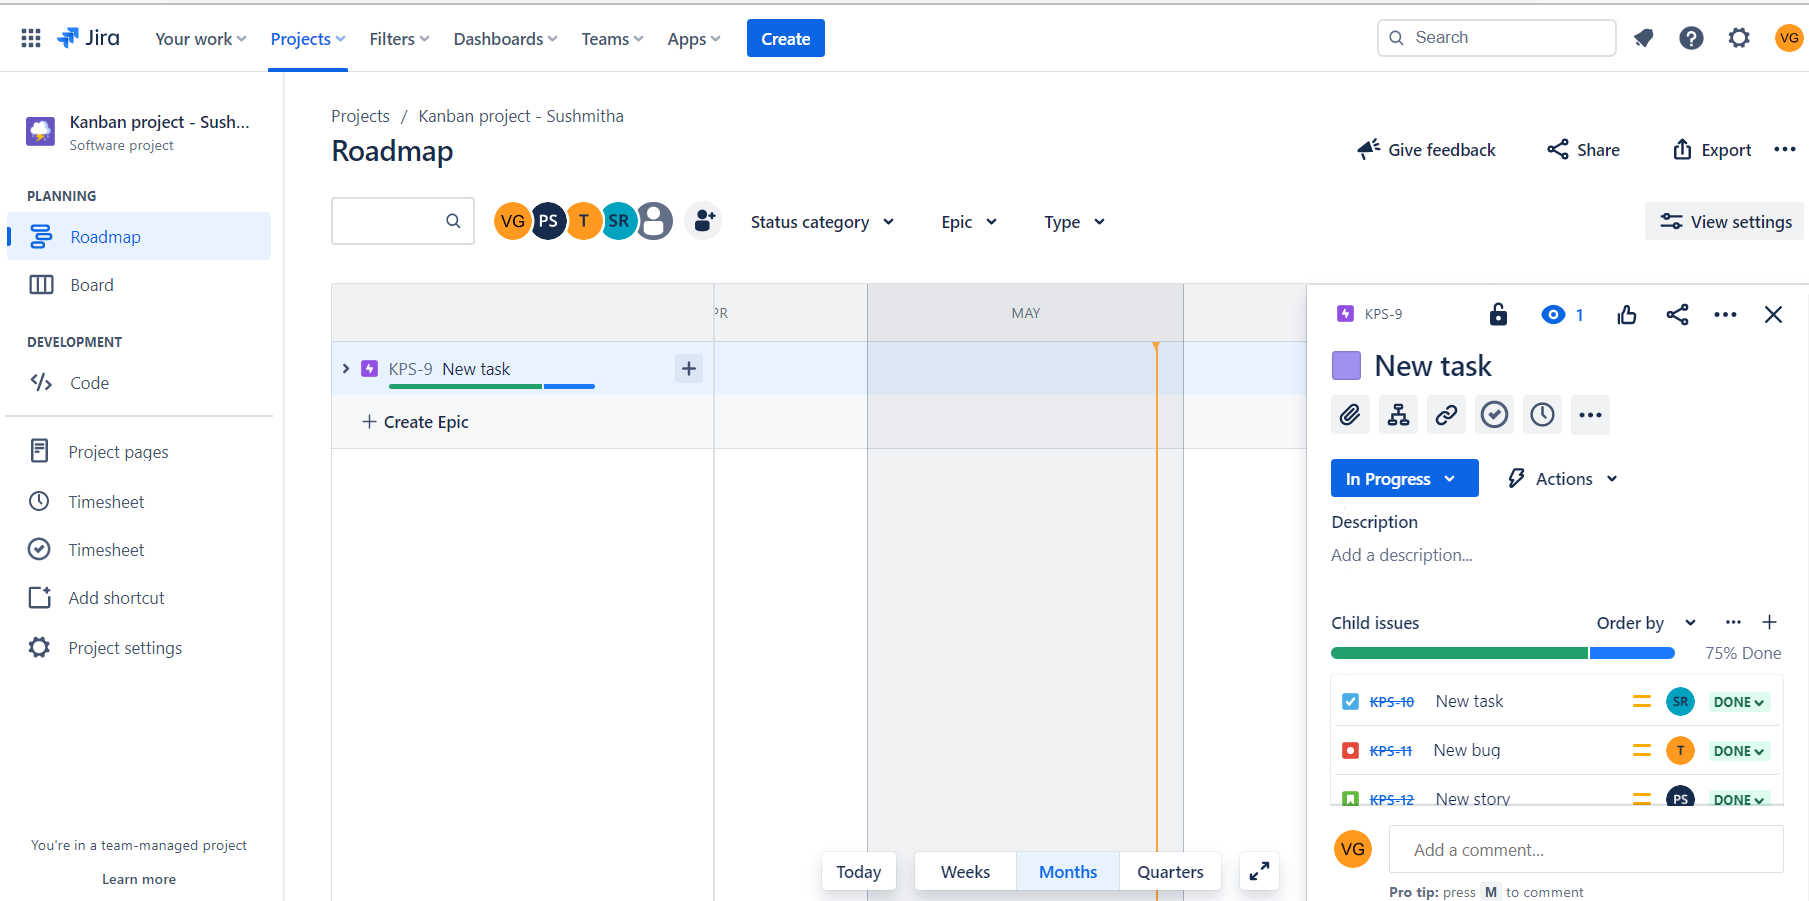 Jira Your work Projects Filters Dashboards Teams Apps Create Search VG
Kanban project - Sush...
Software project
PLANNING
Roadmap
Board
DEVELOPMENT
Code
Project pages
Timesheet
Timesheet
Add shortcut
Project settings
You're in a team-managed project
Learn more
Projects / Kanban project - Sushmitha
Roadmap
Give feedback Share Export
VG PS T SR Status category Epic Type View settings
PR MAY
KPS-9 New task
Create Epic
Today Weeks Months Quarters
KPS-9 1
New task
In Progress Actions
Description
Add a description...
Child issues Order by
75% Done
KPS-10 New task SR DONE
KPS-11 New bug T DONE
KPS-12 New story PS DONE
VG Add a comment...
Pro tip: press M to comment